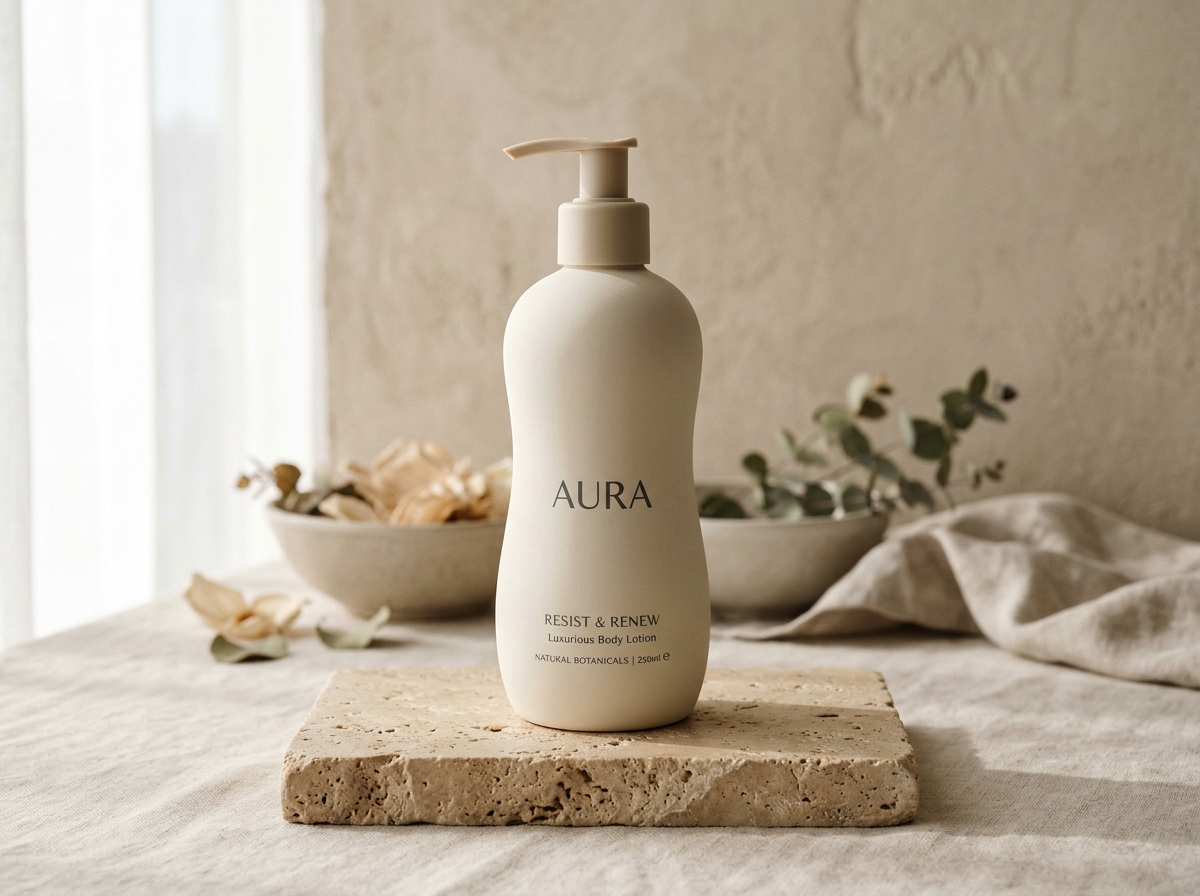 AURA
RESIST & RENEW
Luxurious Body Lotion
NATURAL BOTANICALS | 250ml ℮